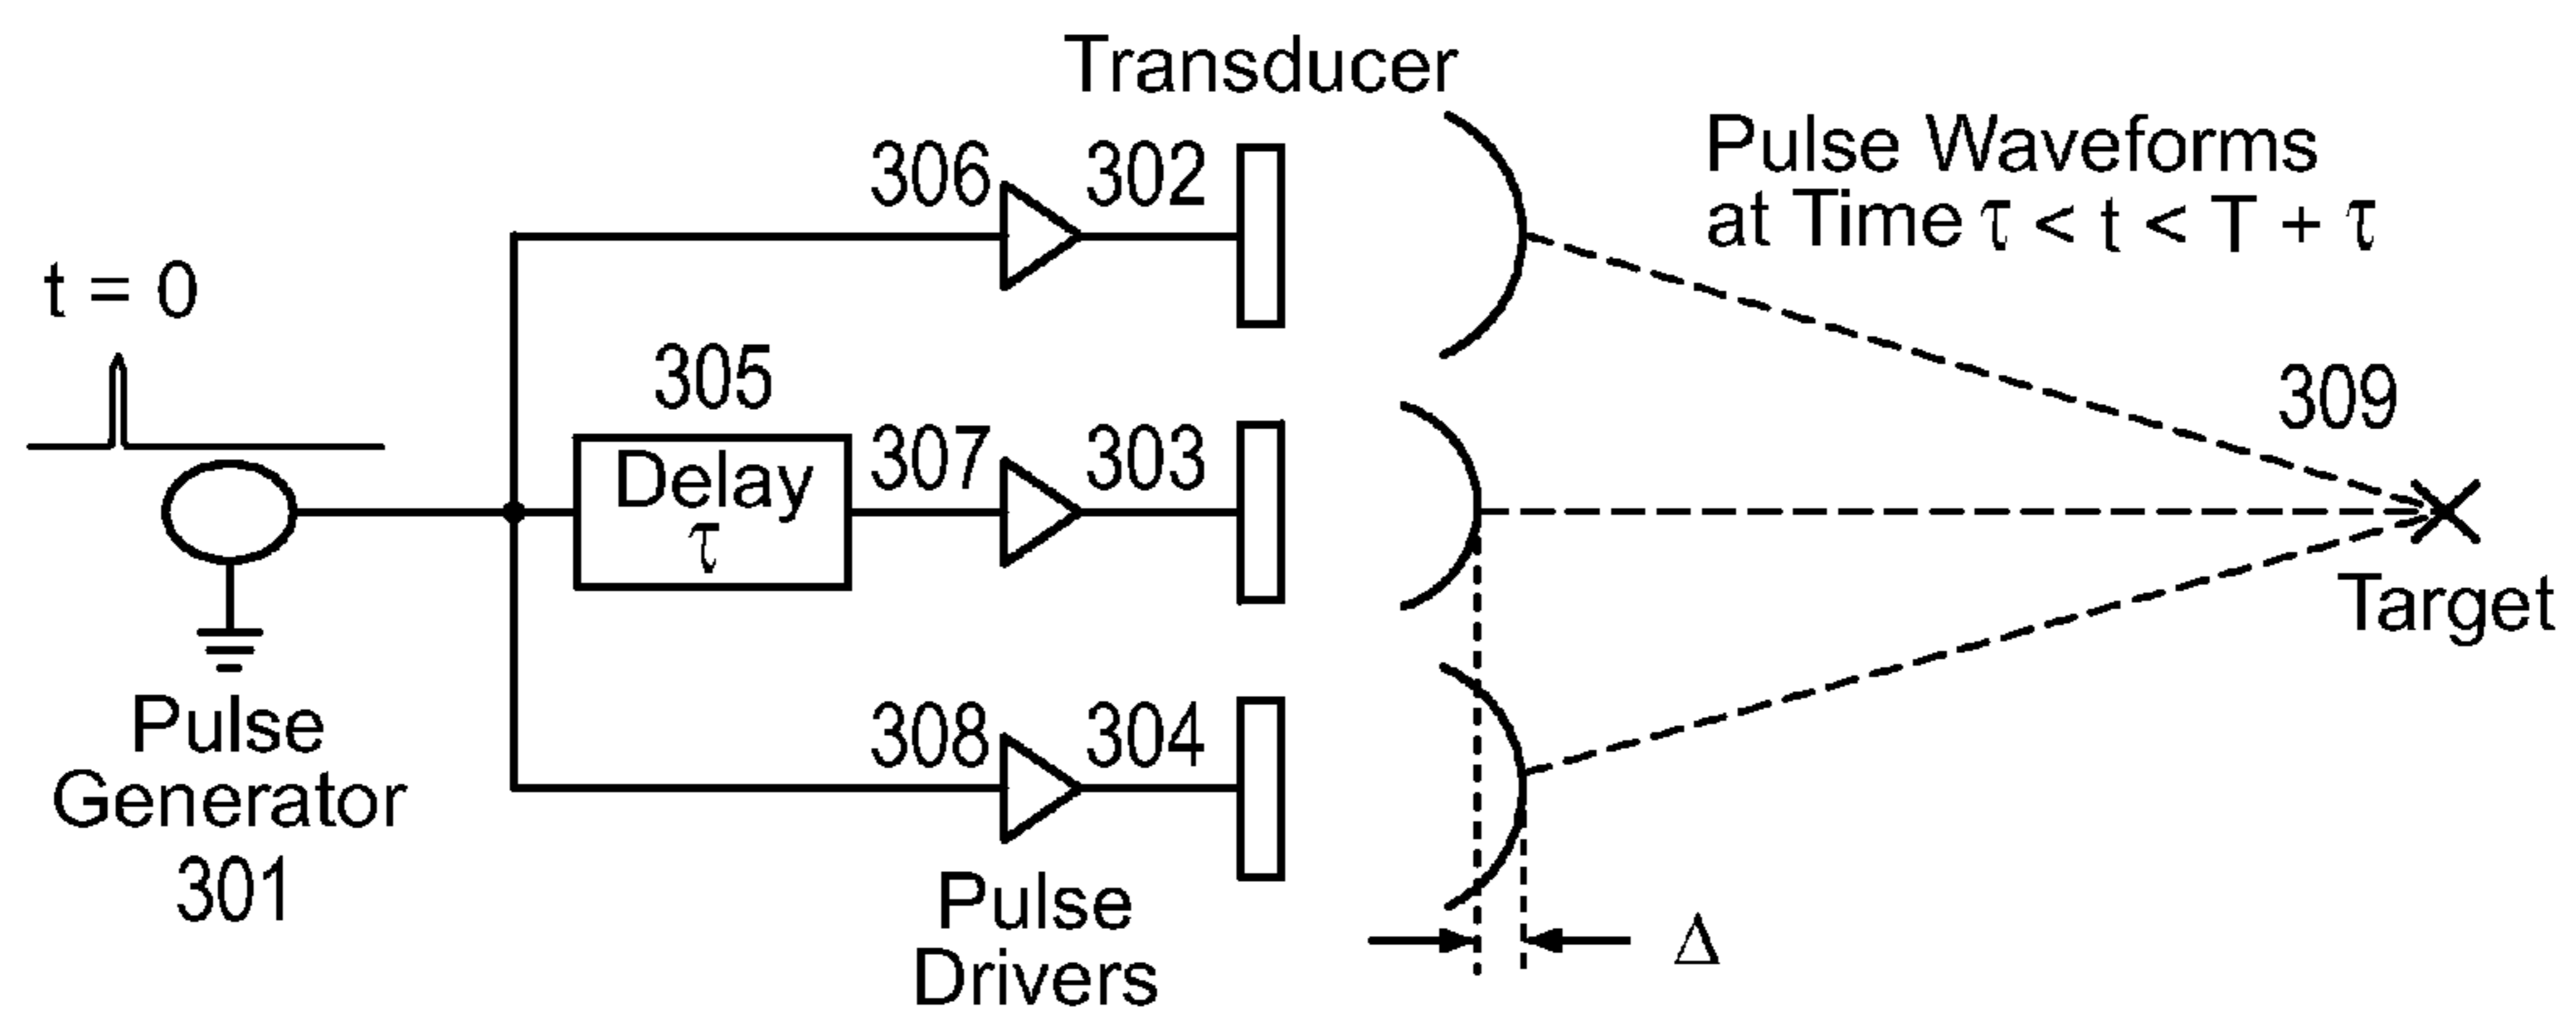 Transducer
Pulse Waveforms
at Time τ < t < T + τ
306
302
t = 0
305
Delay
τ
307
303
309
Target
Pulse
Generator
301
308
304
Pulse
Drivers
Δ